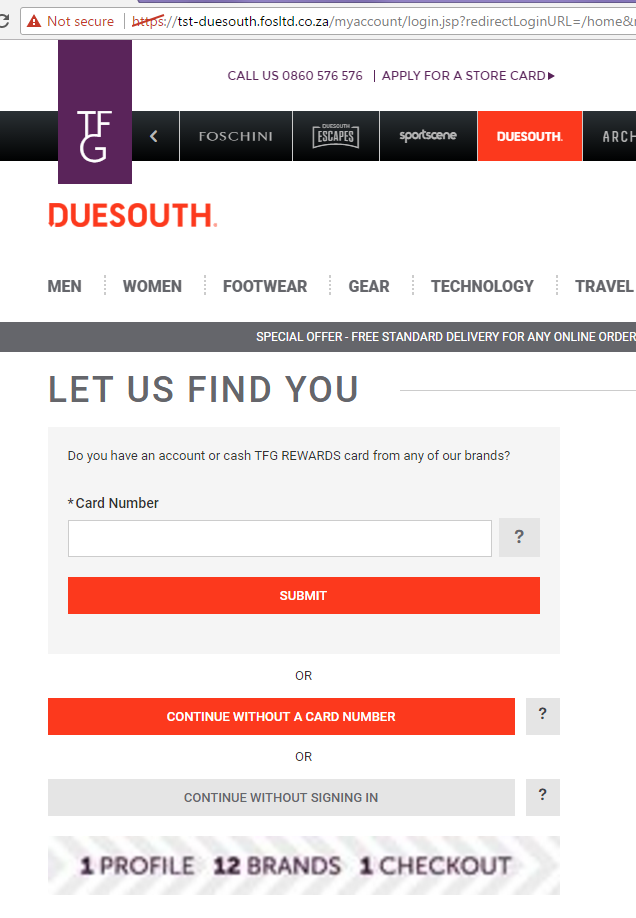 Not secure | https://tst-duesouth.fosltd.co.za/myaccount/login.jsp?redirectLoginURL=/home&
CALL US 0860 576 576 | APPLY FOR A STORE CARD
TFG
FOSCHINI DUESOUTH ESCAPES sportscene DUESOUTH. ARCH
DUESOUTH.
MEN WOMEN FOOTWEAR GEAR TECHNOLOGY TRAVEL
SPECIAL OFFER - FREE STANDARD DELIVERY FOR ANY ONLINE ORDER
LET US FIND YOU
Do you have an account or cash TFG REWARDS card from any of our brands?
*Card Number
?
SUBMIT
OR
CONTINUE WITHOUT A CARD NUMBER ?
OR
CONTINUE WITHOUT SIGNING IN ?
1 PROFILE 12 BRANDS 1 CHECKOUT